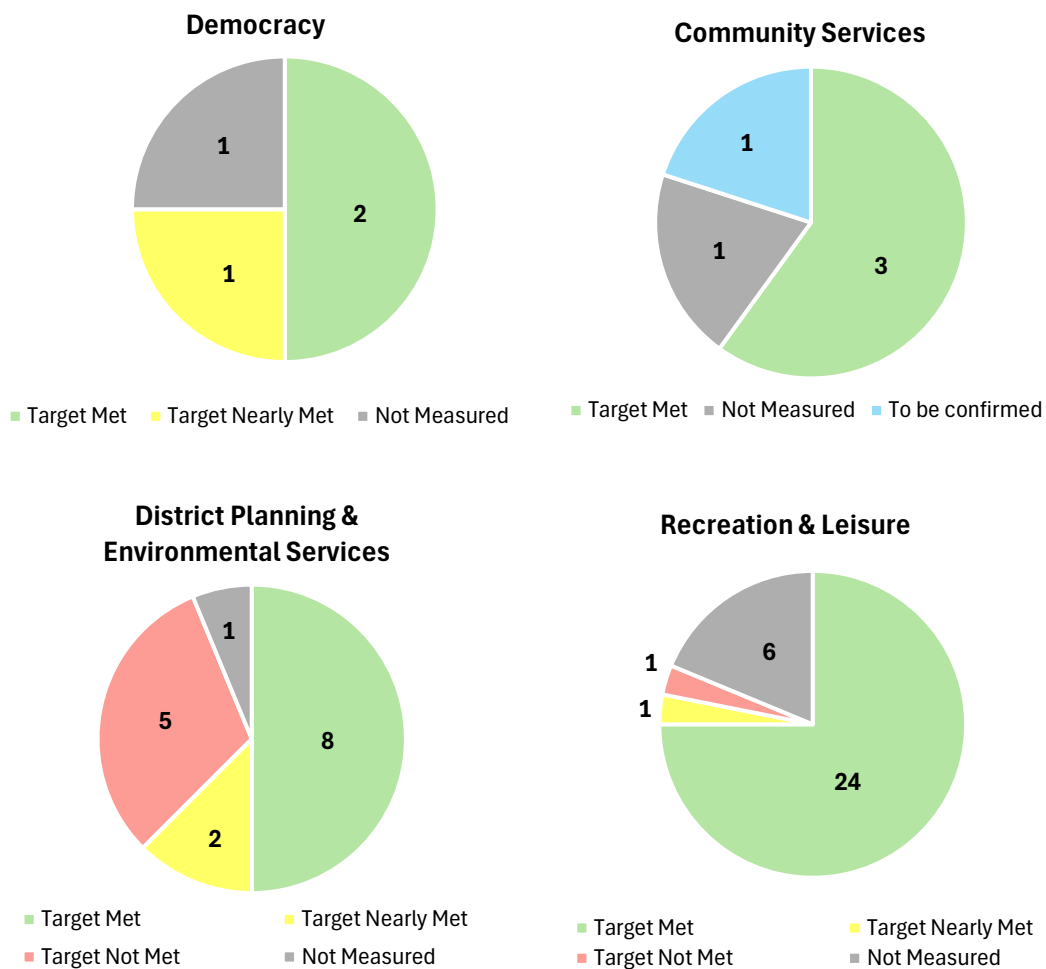 Democracy
1
2
1
Target Met Target Nearly Met Not Measured
Community Services
1
1
3
Target Met Not Measured To be confirmed
District Planning &
Environmental Services
1
5
8
2
Target Met Target Nearly Met
Target Not Met Not Measured
Recreation & Leisure
6
1
1
24
Target Met Target Nearly Met
Target Not Met Not Measured